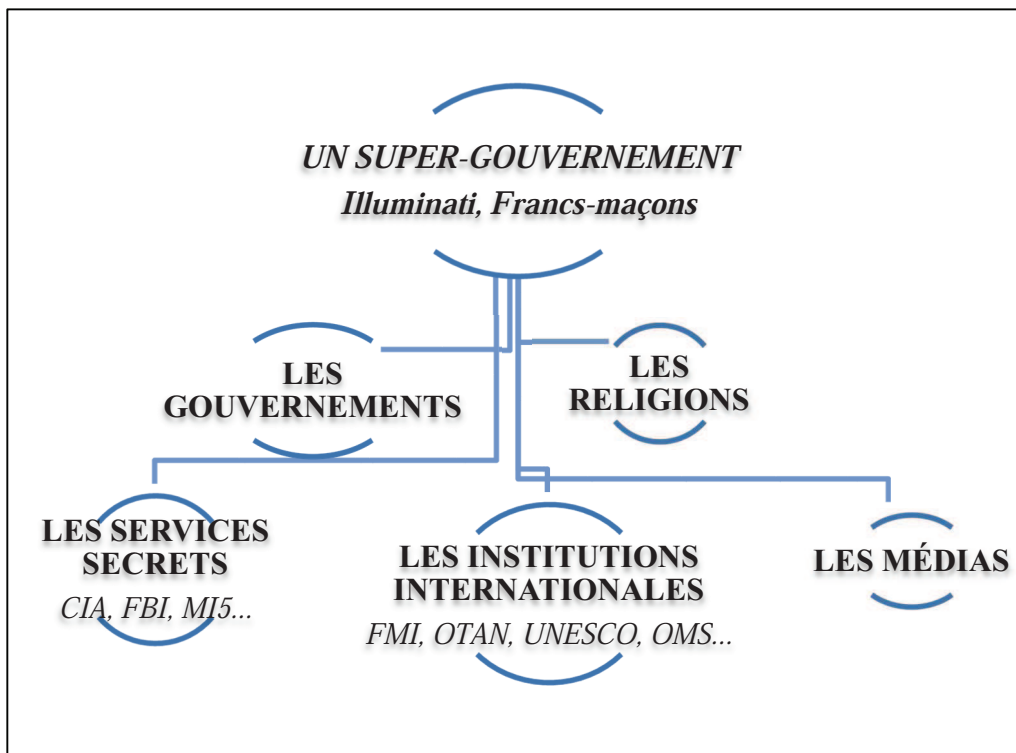 UN SUPER-GOUVERNEMENT
Illuminati, Francs-maçons
LES
GOUVERNEMENTS
LES
RELIGIONS
LES SERVICES
SECRETS
CIA, FBI, MI5...
LES INSTITUTIONS
INTERNATIONALES
FMI, OTAN, UNESCO, OMS...
LES MÉDIAS